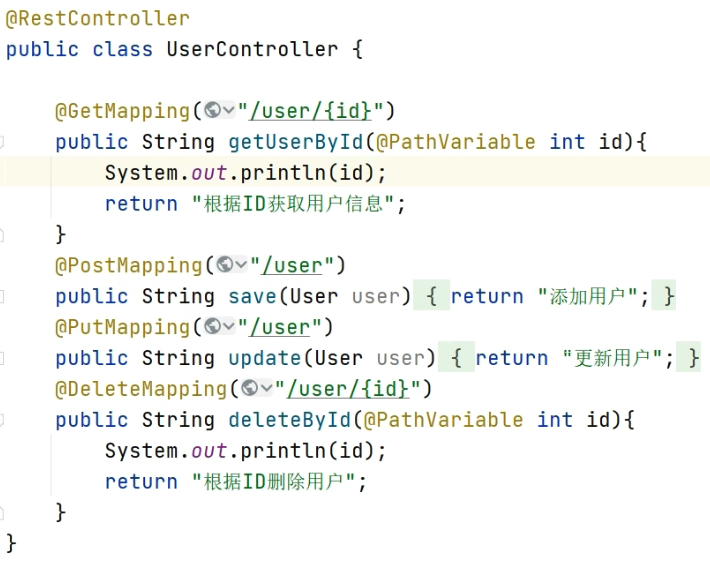 @RestController
public class UserController {
@GetMapping("/user/{id}")
public String getUserById(@PathVariable int id){
System.out.println(id);
return "根据ID获取用户信息";
}
@PostMapping("/user")
public String save(User user) { return "添加用户"; }
@PutMapping("/user")
public String update(User user) { return "更新用户"; }
@DeleteMapping("/user/{id}")
public String deleteById(@PathVariable int id){
System.out.println(id);
return "根据ID删除用户";
}
}